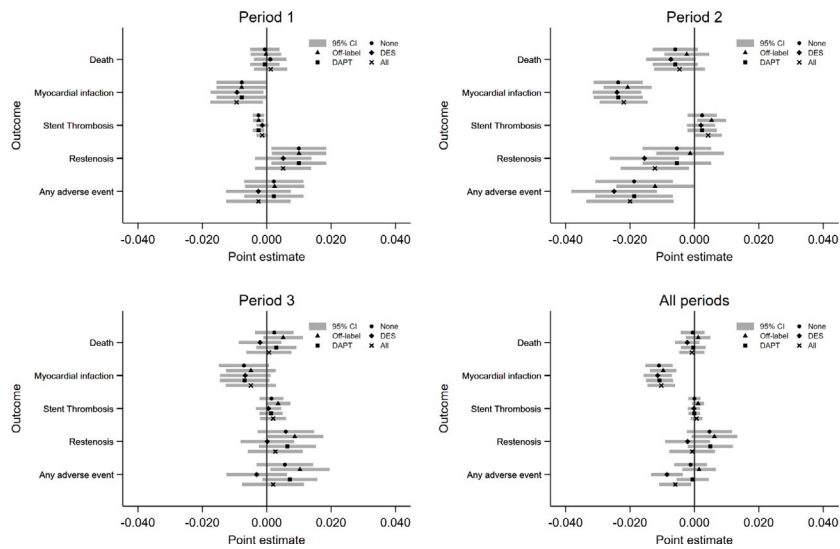 Period 1
95% CI None
Off-label DES
DAPT All
Death
Myocardial infaction
Stent Thrombosis
Restenosis
Any adverse event
Outcome
-0.040 -0.020 0.000 0.020 0.040
Point estimate
Period 2
95% CI None
Off-label DES
DAPT All
Death
Myocardial infaction
Stent Thrombosis
Restenosis
Any adverse event
Outcome
-0.040 -0.020 0.000 0.020 0.040
Point estimate
Period 3
95% CI None
Off-label DES
DAPT All
Death
Myocardial infaction
Stent Thrombosis
Restenosis
Any adverse event
Outcome
-0.040 -0.020 0.000 0.020 0.040
Point estimate
All periods
95% CI None
Off-label DES
DAPT All
Death
Myocardial infaction
Stent Thrombosis
Restenosis
Any adverse event
Outcome
-0.040 -0.020 0.000 0.020 0.040
Point estimate